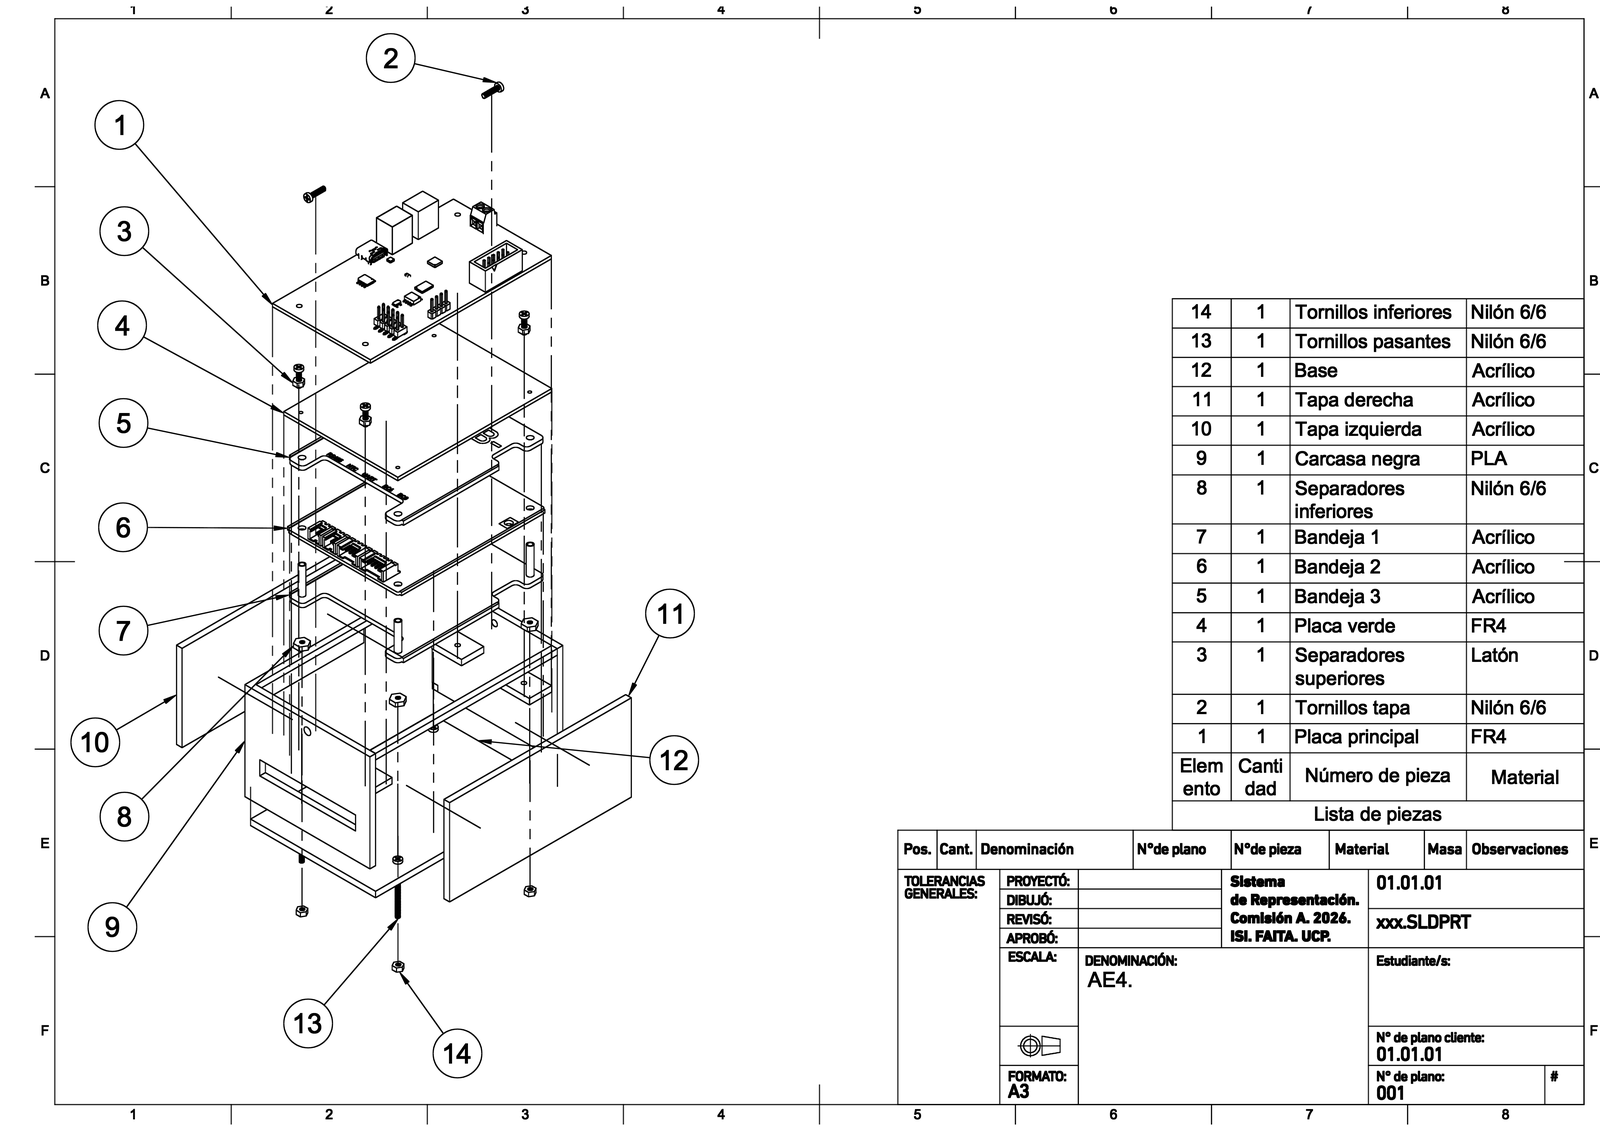 1 2 3 4 5 6 7 8
A A
B B
C C
D D
E E
F F
2
1
3
4
5
6
7
11
10
12
8
9
13
14
14 1 Tornillos inferiores Nilón 6/6
13 1 Tornillos pasantes Nilón 6/6
12 1 Base Acrílico
11 1 Tapa derecha Acrílico
10 1 Tapa izquierda Acrílico
9 1 Carcasa negra PLA
8 1 Separadores Nilón 6/6
inferiores
7 1 Bandeja 1 Acrílico
6 1 Bandeja 2 Acrílico
5 1 Bandeja 3 Acrílico
4 1 Placa verde FR4
3 1 Separadores Latón
superiores
2 1 Tornillos tapa Nilón 6/6
1 1 Placa principal FR4
Elem Canti Número de pieza Material
ento dad
Lista de piezas
Pos. Cant. Denominación N°de plano N°de pieza Material Masa Observaciones
TOLERANCIAS
GENERALES:
PROYECTÓ:
DIBUJÓ:
REVISÓ:
APROBÓ:
Sistema
de Representación.
Comisión A. 2026.
ISI. FAITA. UCP.
01.01.01
xxx.SLDPRT
ESCALA:
DENOMINACIÓN:
AE4.
Estudiante/s:
N° de plano cliente:
01.01.01
FORMATO:
A3
N° de plano:
001
#
1 2 3 4 5 6 7 8